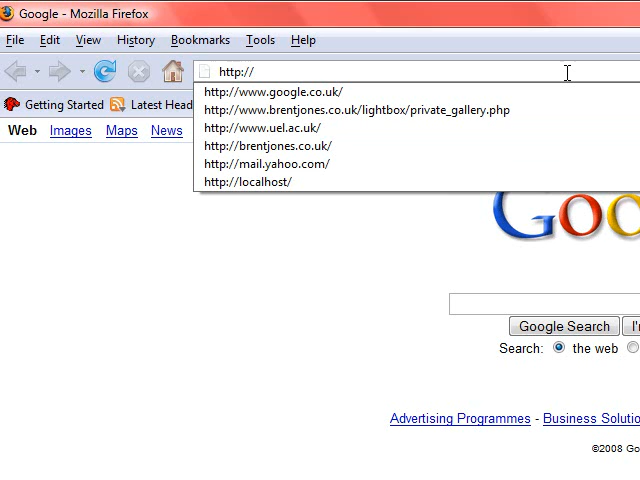 Google - Mozilla Firefox
File Edit View History Bookmarks Tools Help
http://
http://www.google.co.uk/
http://www.brentjones.co.uk/lightbox/private_gallery.php
http://www.uel.ac.uk/
http://brentjones.co.uk/
http://mail.yahoo.com/
http://localhost/
Getting Started Latest Head
Web Images Maps News
Goo
Google Search I'
Search: the web
Advertising Programmes - Business Solutio
©2008 Go